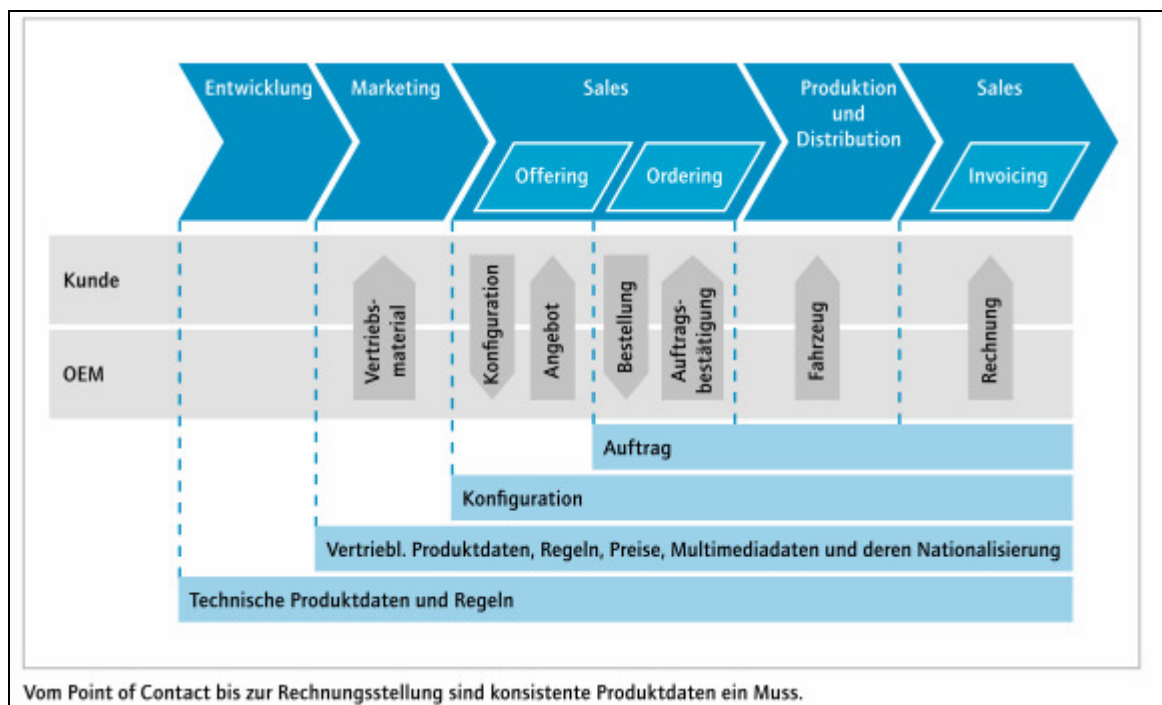 Entwicklung
Marketing
Sales
Offering
Ordering
Produktion
und
Distribution
Sales
Invoicing
Kunde
OEM
Vertriebs-
material
Konfiguration
Angebot
Bestellung
Auftrags-
bestätigung
Fahrzeug
Rechnung
Auftrag
Konfiguration
Vertriebl. Produktdaten, Regeln, Preise, Multimediadaten und deren Nationalisierung
Technische Produktdaten und Regeln
Vom Point of Contact bis zur Rechnungsstellung sind konsistente Produktdaten ein Muss.